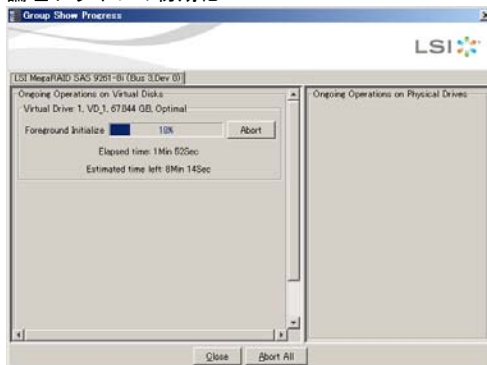 Group Show Progress
LSI
LSI MegaRAID SAS 9261-8i (Bus 3,Dev 0)
Ongoing Operations on Virtual Disks
Virtual Drive: 1, VD_1, 67.844 GB, Optimal
Foreground Initialize 18% Abort
Elapsed time: 1Min 52Sec
Estimated time left: 8Min 14Sec
Ongoing Operations on Physical Drives
Close Abort All